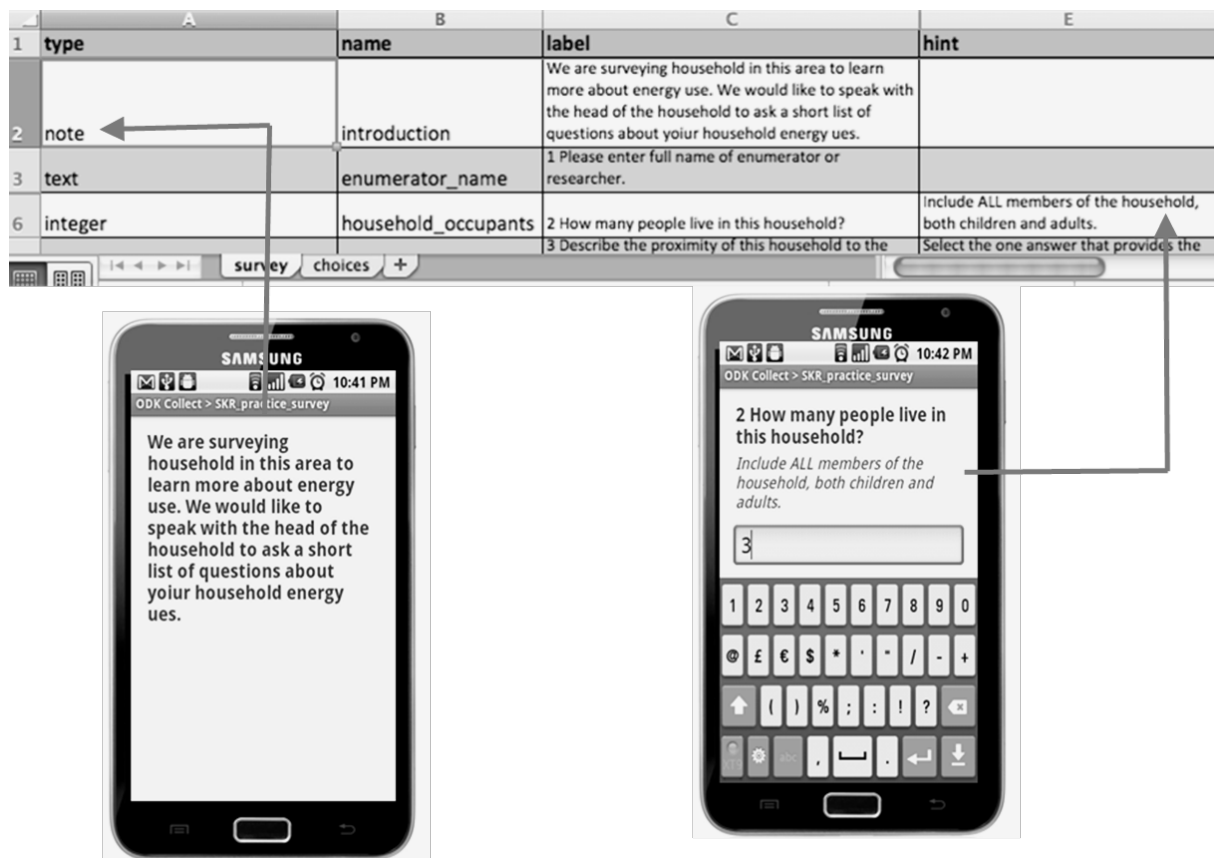 A B C E
1 type name label hint
We are surveying household in this area to learn
more about energy use. We would like to speak with
the head of the household to ask a short list of
questions about yoiur household energy ues.
2 note introduction
1 Please enter full name of enumerator or
researcher.
3 text enumerator_name
Include ALL members of the household,
both children and adults.
6 integer household_occupants 2 How many people live in this household?
3 Describe the proximity of this household to the
Select the one answer that provides the
survey choices +
SAMSUNG
10:41 PM
ODK Collect > SKR_practice_survey
We are surveying
household in this area to
learn more about energy
use. We would like to
speak with the head of the
household to ask a short
list of questions about
yoiur household energy
ues.
SAMSUNG
10:42 PM
ODK Collect > SKR_practice_survey
2 How many people live in
this household?
Include ALL members of the
household, both children and
adults.
3
1 2 3 4 5 6 7 8 9 0
@ £ € $ * ' " / - +
( ) % ; : ! ?
XT9 abc , .